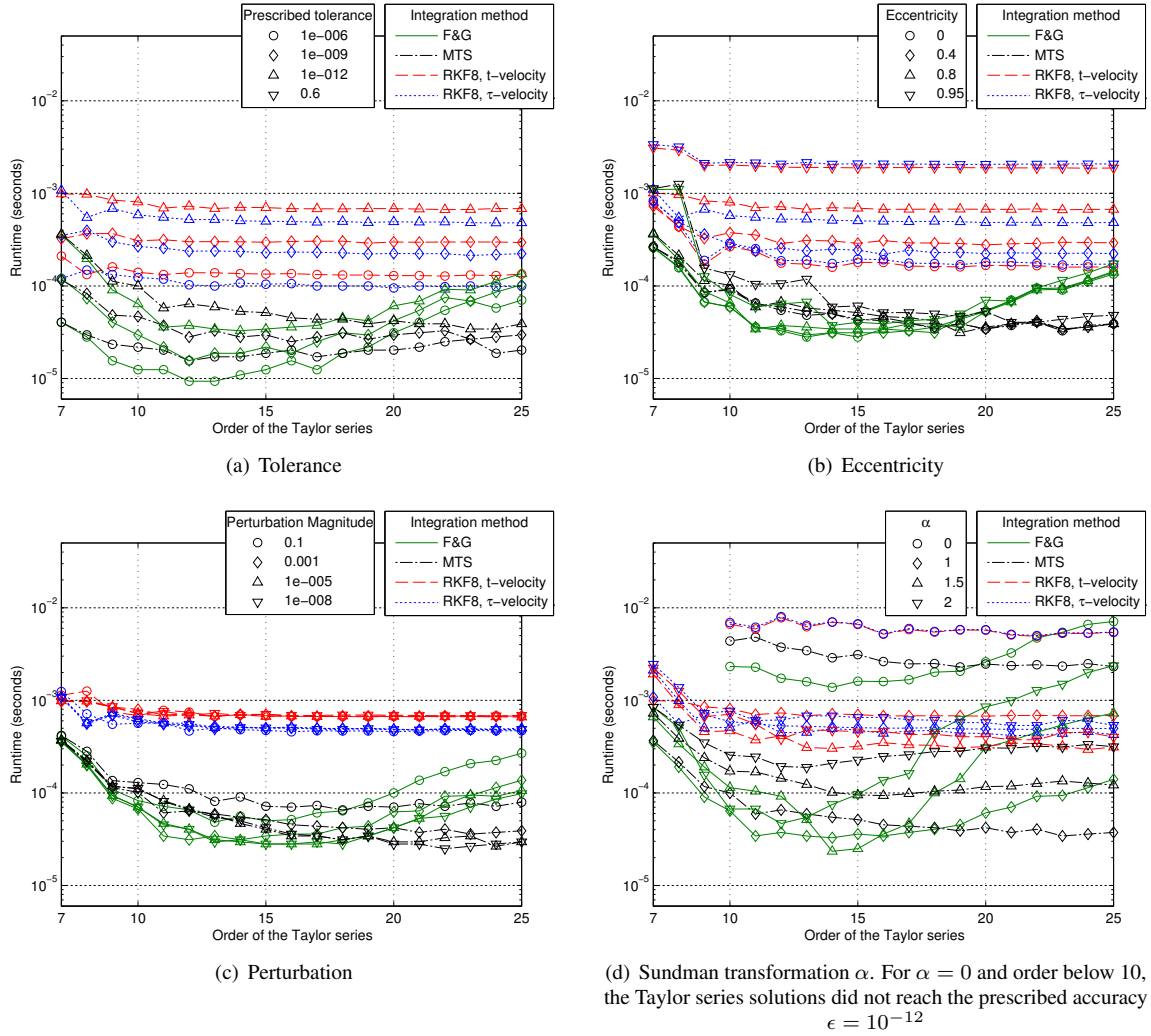 Prescribed tolerance
1e−006
1e−009
1e−012
0.6
Integration method
F&G
MTS
RKF8, t−velocity
RKF8, τ−velocity
Runtime (seconds)
10−2
10−3
10−4
10−5
7 10 15 20 25
Order of the Taylor series
(a) Tolerance
Eccentricity
0
0.4
0.8
0.95
Integration method
F&G
MTS
RKF8, t−velocity
RKF8, τ−velocity
Runtime (seconds)
10−2
10−3
10−4
10−5
7 10 15 20 25
Order of the Taylor series
(b) Eccentricity
Perturbation Magnitude
0.1
0.001
1e−005
1e−008
Integration method
F&G
MTS
RKF8, t−velocity
RKF8, τ−velocity
Runtime (seconds)
10−2
10−3
10−4
10−5
7 10 15 20 25
Order of the Taylor series
(c) Perturbation
α
0
1
1.5
2
Integration method
F&G
MTS
RKF8, t−velocity
RKF8, τ−velocity
Runtime (seconds)
10−2
10−3
10−4
10−5
7 10 15 20 25
Order of the Taylor series
(d) Sundman transformation α. For α = 0 and order below 10,
the Taylor series solutions did not reach the prescribed accuracy
ϵ = 10−12